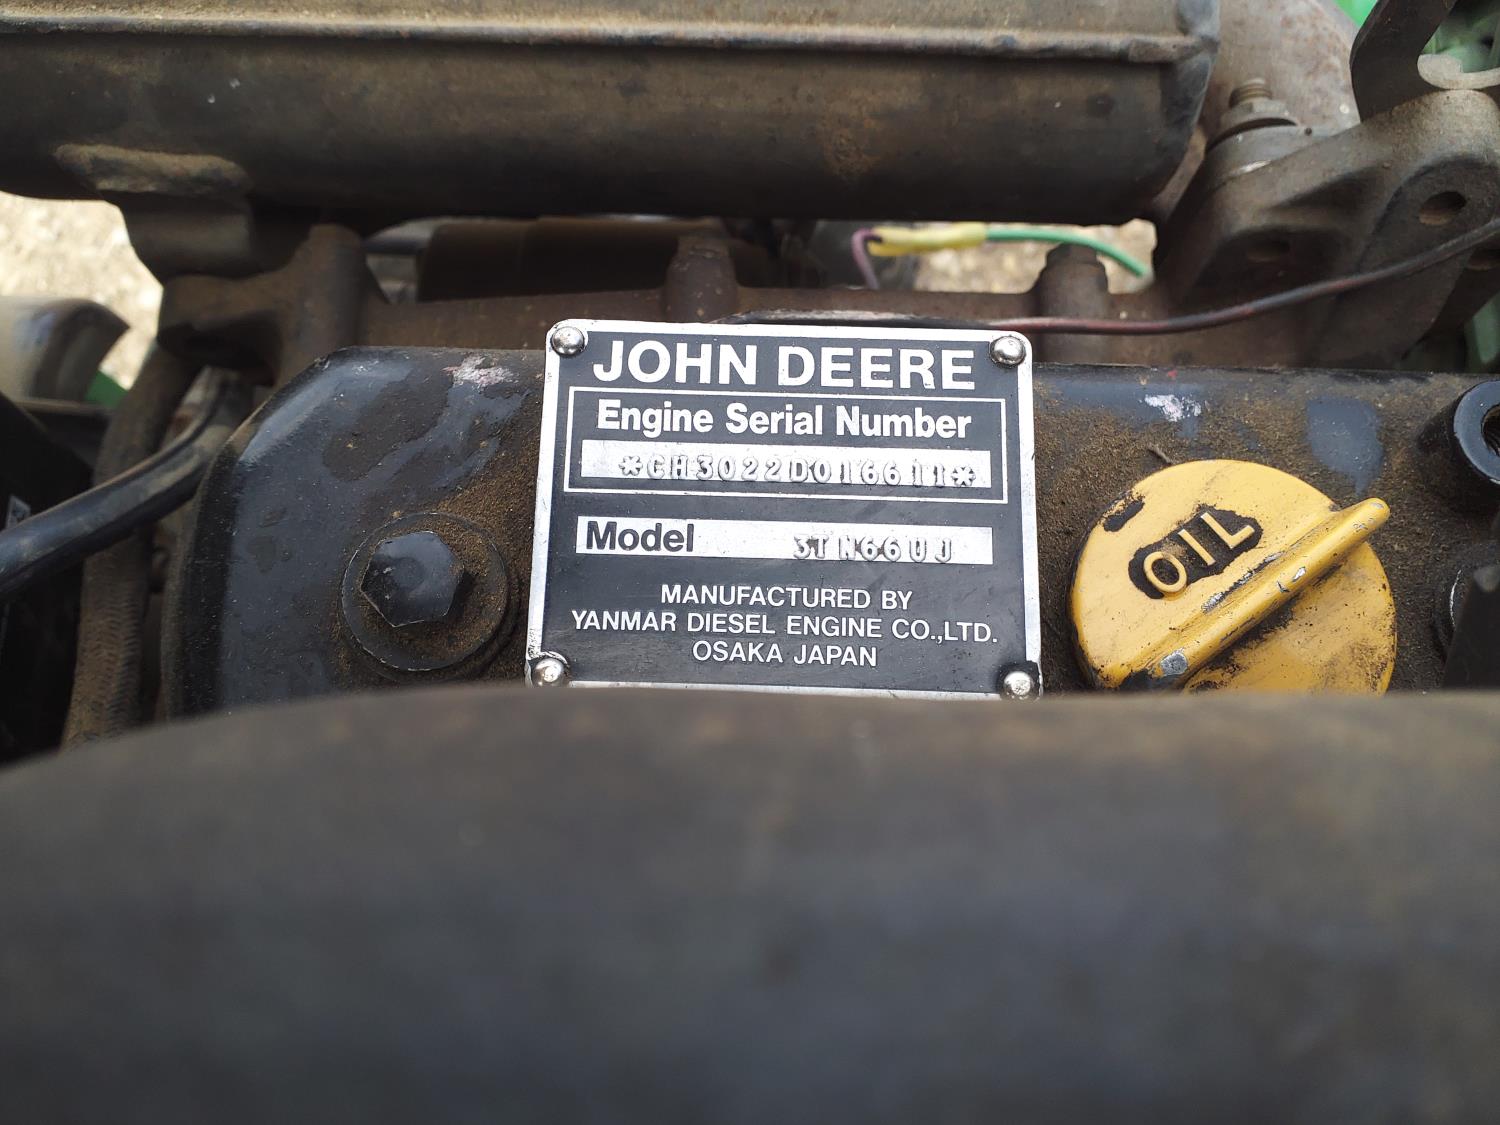 JOHN DEERE
Engine Serial Number
*CH3022D016611*
Model 3TN66UJ
MANUFACTURED BY
YANMAR DIESEL ENGINE CO.,LTD.
OSAKA JAPAN
OIL